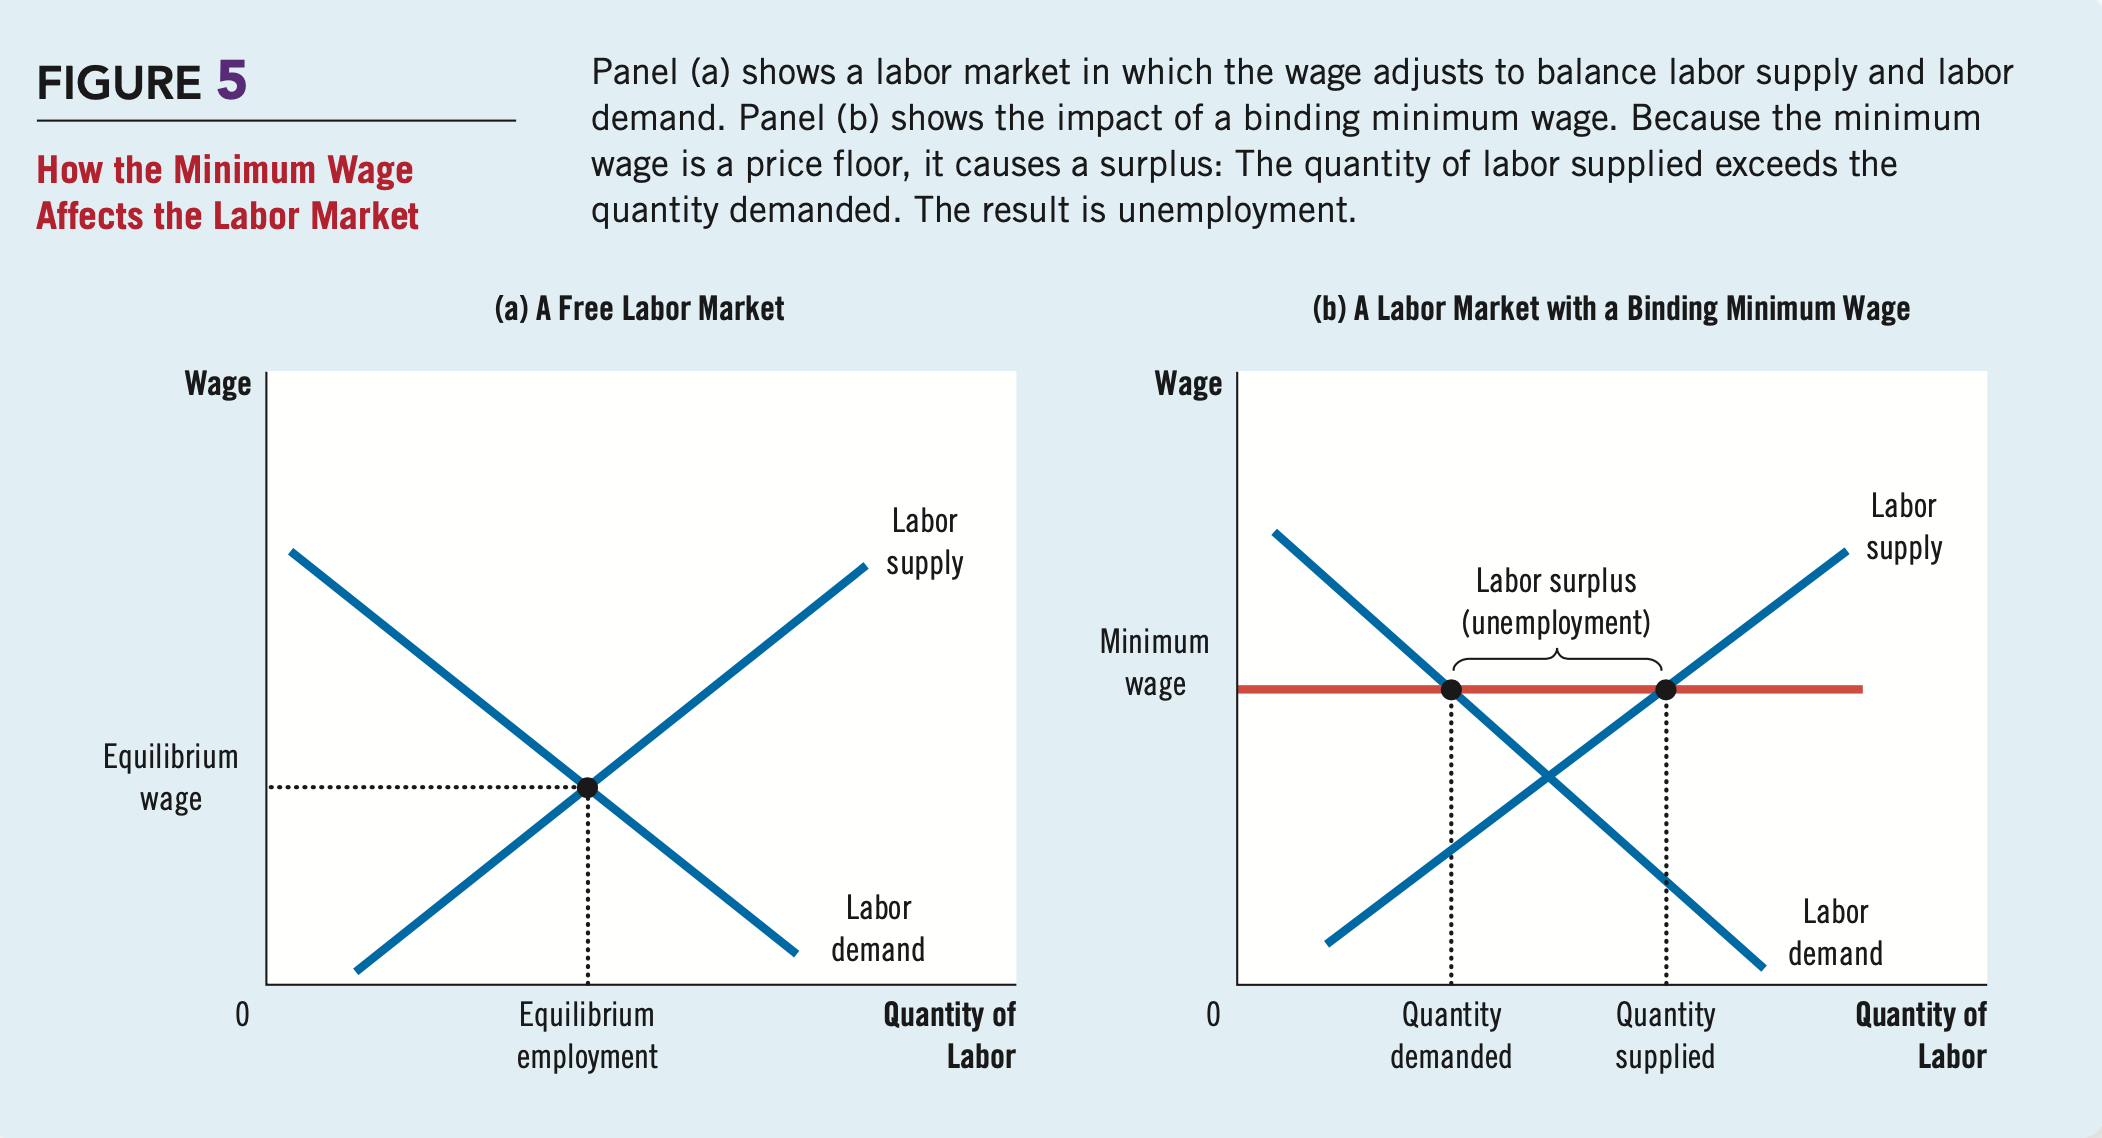 FIGURE 5
How the Minimum Wage
Affects the Labor Market
Panel (a) shows a labor market in which the wage adjusts to balance labor supply and labor
demand. Panel (b) shows the impact of a binding minimum wage. Because the minimum
wage is a price floor, it causes a surplus: The quantity of labor supplied exceeds the
quantity demanded. The result is unemployment.
(a) A Free Labor Market
Wage
Labor
supply
Equilibrium
wage
Labor
demand
0
Equilibrium
employment
Quantity of
Labor
(b) A Labor Market with a Binding Minimum Wage
Wage
Labor
supply
Labor surplus
(unemployment)
Minimum
wage
Labor
demand
0
Quantity
demanded
Quantity
supplied
Quantity of
Labor